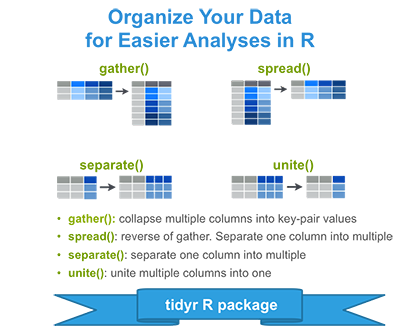 Organize Your Data
for Easier Analyses in R
gather()
spread()
separate()
unite()
• gather(): collapse multiple columns into key-pair values
• spread(): reverse of gather. Separate one column into multiple
• separate(): separate one column into multiple
• unite(): unite multiple columns into one
tidyr R package